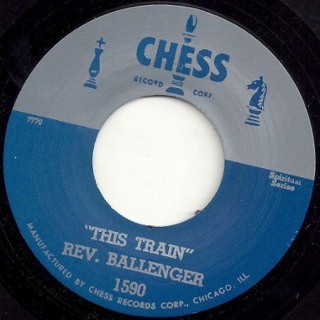 CHESS
RECORD CORP.
7770
Spiritual
Series
"THIS TRAIN"
REV. BALLENGER
1590
MANUFACTURED BY CHESS RECORDS CORP., CHICAGO, ILL